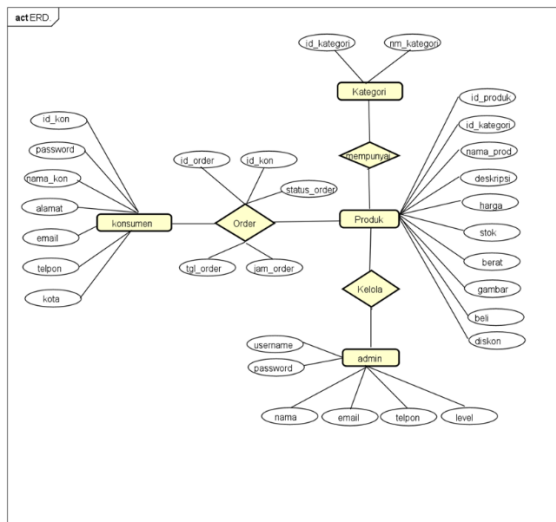 act ERD
id_kategori
nm_kategori
Kategori
mempunyai
id_produk
id_kategori
nama_prod
deskripsi
harga
stok
berat
gambar
beli
diskon
Produk
id_kon
password
nama_kon
alamat
email
telpon
kota
konsumen
id_order
id_kon
status_order
Order
tgl_order
jam_order
Kelola
username
password
admin
nama
email
telpon
level